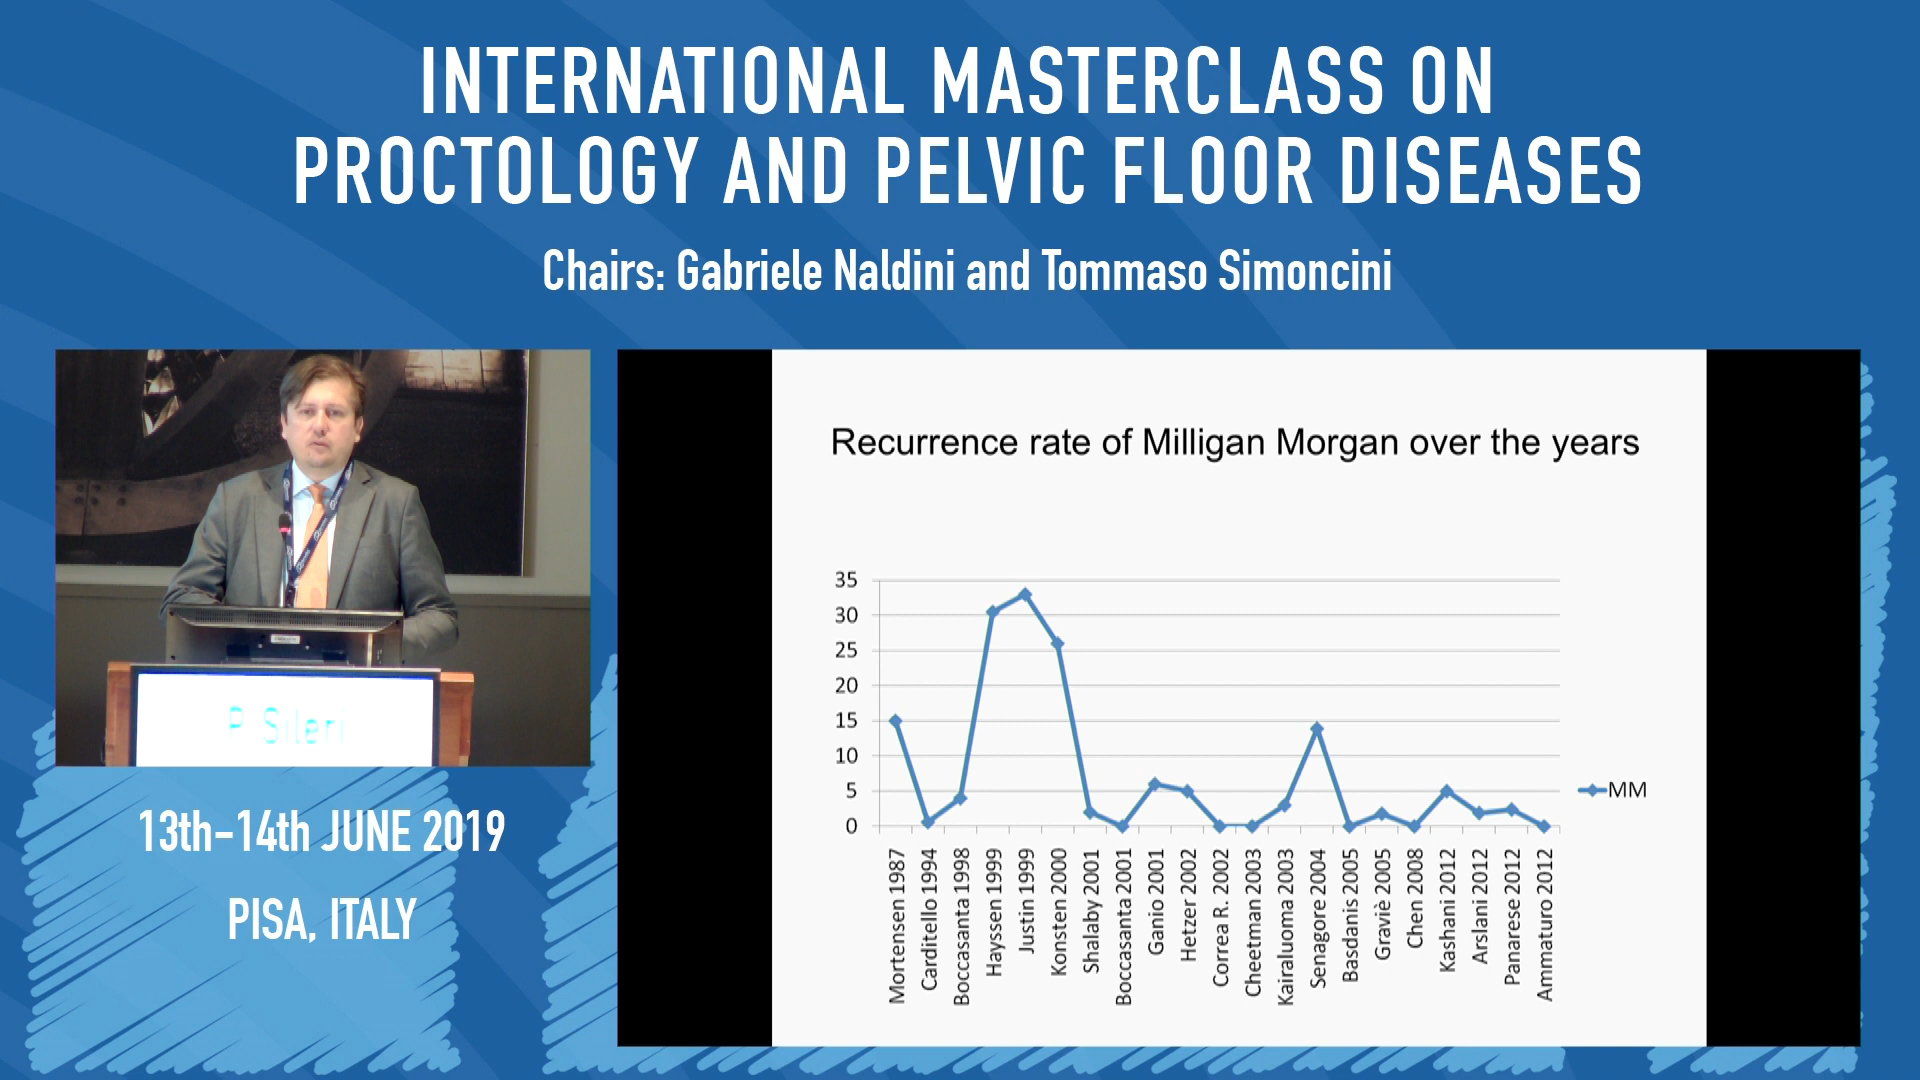 INTERNATIONAL MASTERCLASS ON
PROCTOLOGY AND PELVIC FLOOR DISEASES
Chairs: Gabriele Naldini and Tommaso Simoncini
P Sileri
13th-14th JUNE 2019
PISA, ITALY
Recurrence rate of Milligan Morgan over the years
35
30
25
20
15
10
5
0
MM
Mortensen 1987
Carditello 1994
Boccasanta 1998
Hayssen 1999
Justin 1999
Konsten 2000
Shalaby 2001
Boccasanta 2001
Ganio 2001
Hetzer 2002
Correa R. 2002
Cheetman 2003
Kairaluoma 2003
Senagore 2004
Basdanis 2005
Graviè 2005
Chen 2008
Kashani 2012
Arslani 2012
Panarese 2012
Ammaturo 2012